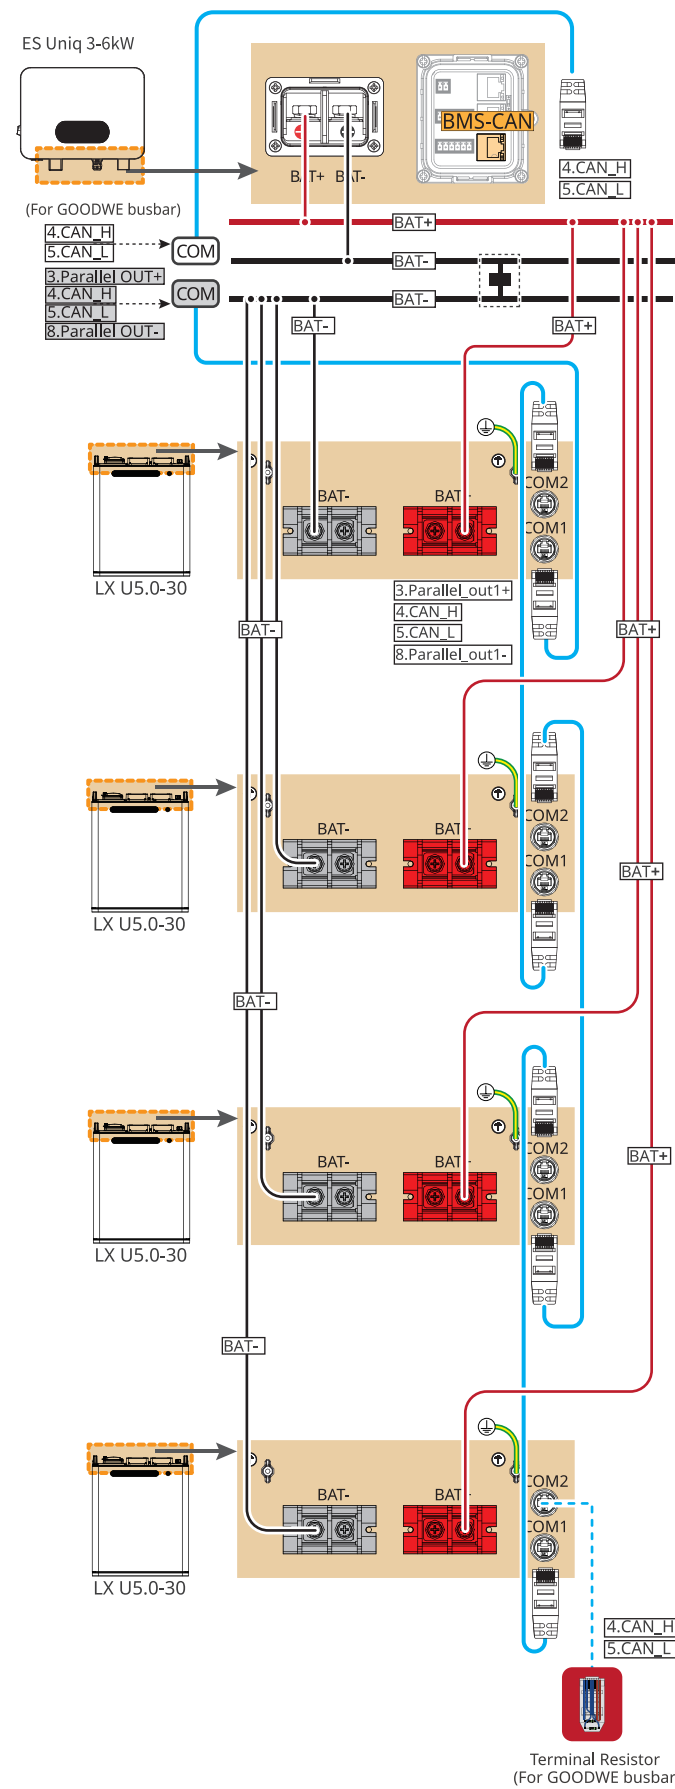 ES Uniq 3-6kW
BMS-CAN
BAT+ BAT-
4.CAN_H
5.CAN_L
(For GOODWE busbar)
4.CAN_H
5.CAN_L
COM
3.Parallel OUT+
4.CAN_H
5.CAN_L
8.Parallel OUT-
COM
BAT+
BAT-
BAT-
BAT-
BAT+
COM2
BAT-
BAT+
COM1
LX U5.0-30
3.Parallel_out1+
4.CAN_H
5.CAN_L
8.Parallel_out1-
BAT-
BAT+
COM2
BAT-
BAT+
COM1
BAT+
LX U5.0-30
BAT-
COM2
BAT-
BAT+
BAT+
COM1
LX U5.0-30
BAT-
COM2
BAT-
BAT+
COM1
LX U5.0-30
4.CAN_H
5.CAN_L
Terminal Resistor
(For GOODWE busbar